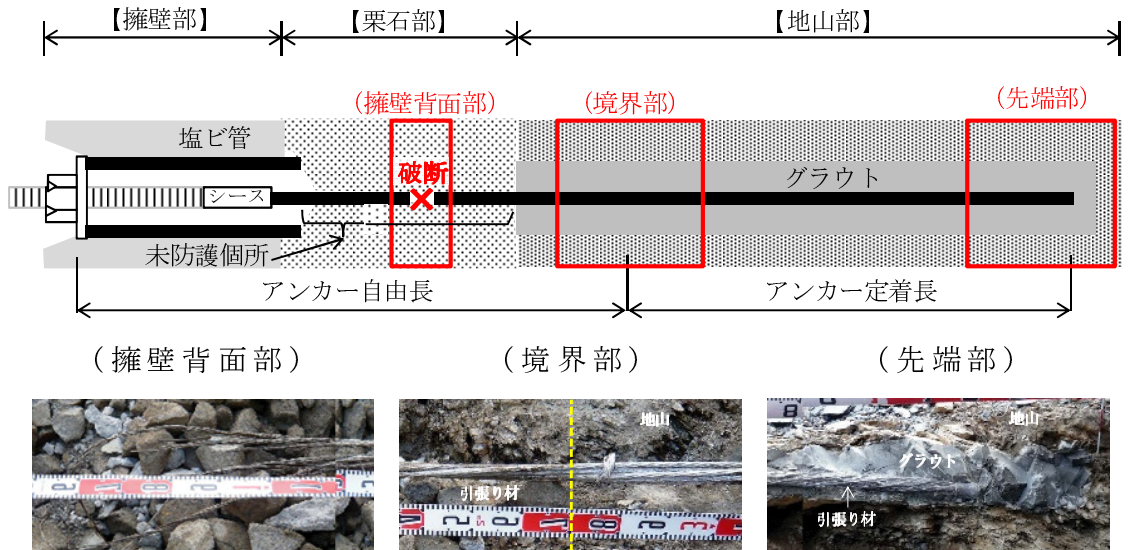 【擁壁部】 【栗石部】 【地山部】
(擁壁背面部) (境界部) (先端部)
塩ビ管
破断
グラウト
シース
未防護個所
アンカー自由長 アンカー定着長
(擁壁背面部) (境界部) (先端部)
地山
引張り材
地山
グラウト
引張り材